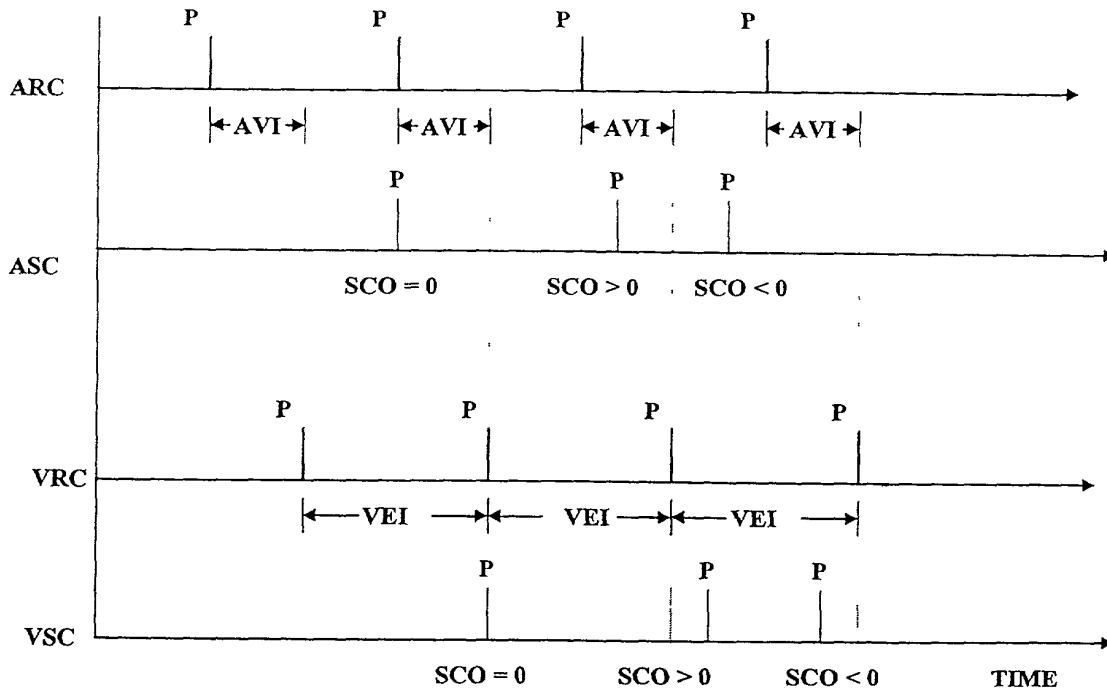 P P P P
ARC
AVI AVI AVI AVI
P P P
ASC
SCO = 0 SCO > 0 SCO < 0
P P P P
VRC
VEI VEI VEI
P P P
VSC
SCO = 0 SCO > 0 SCO < 0 TIME